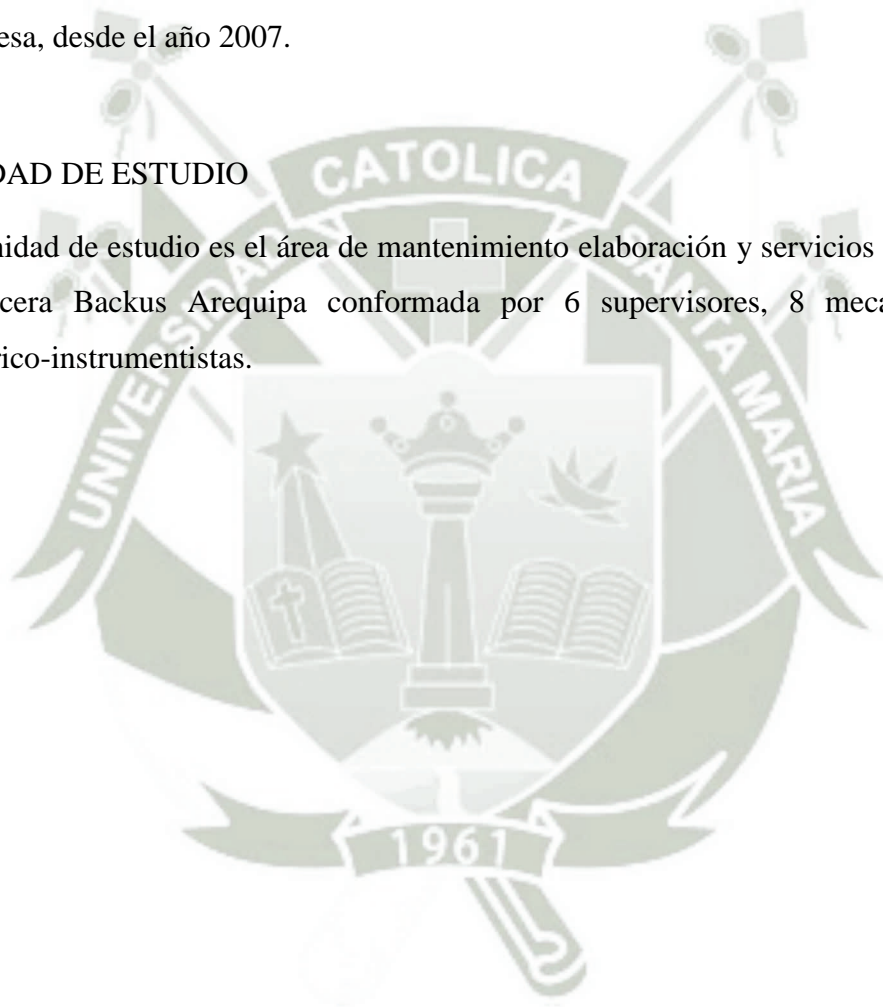 esa, desde el año 2007.
DAD DE ESTUDIO
nidad de estudio es el área de mantenimiento elaboración y servicios
cera Backus Arequipa conformada por 6 supervisores, 8 meca
rico-instrumentistas.
UNIVERSIDAD CATOLICA SANTA MARIA
1961